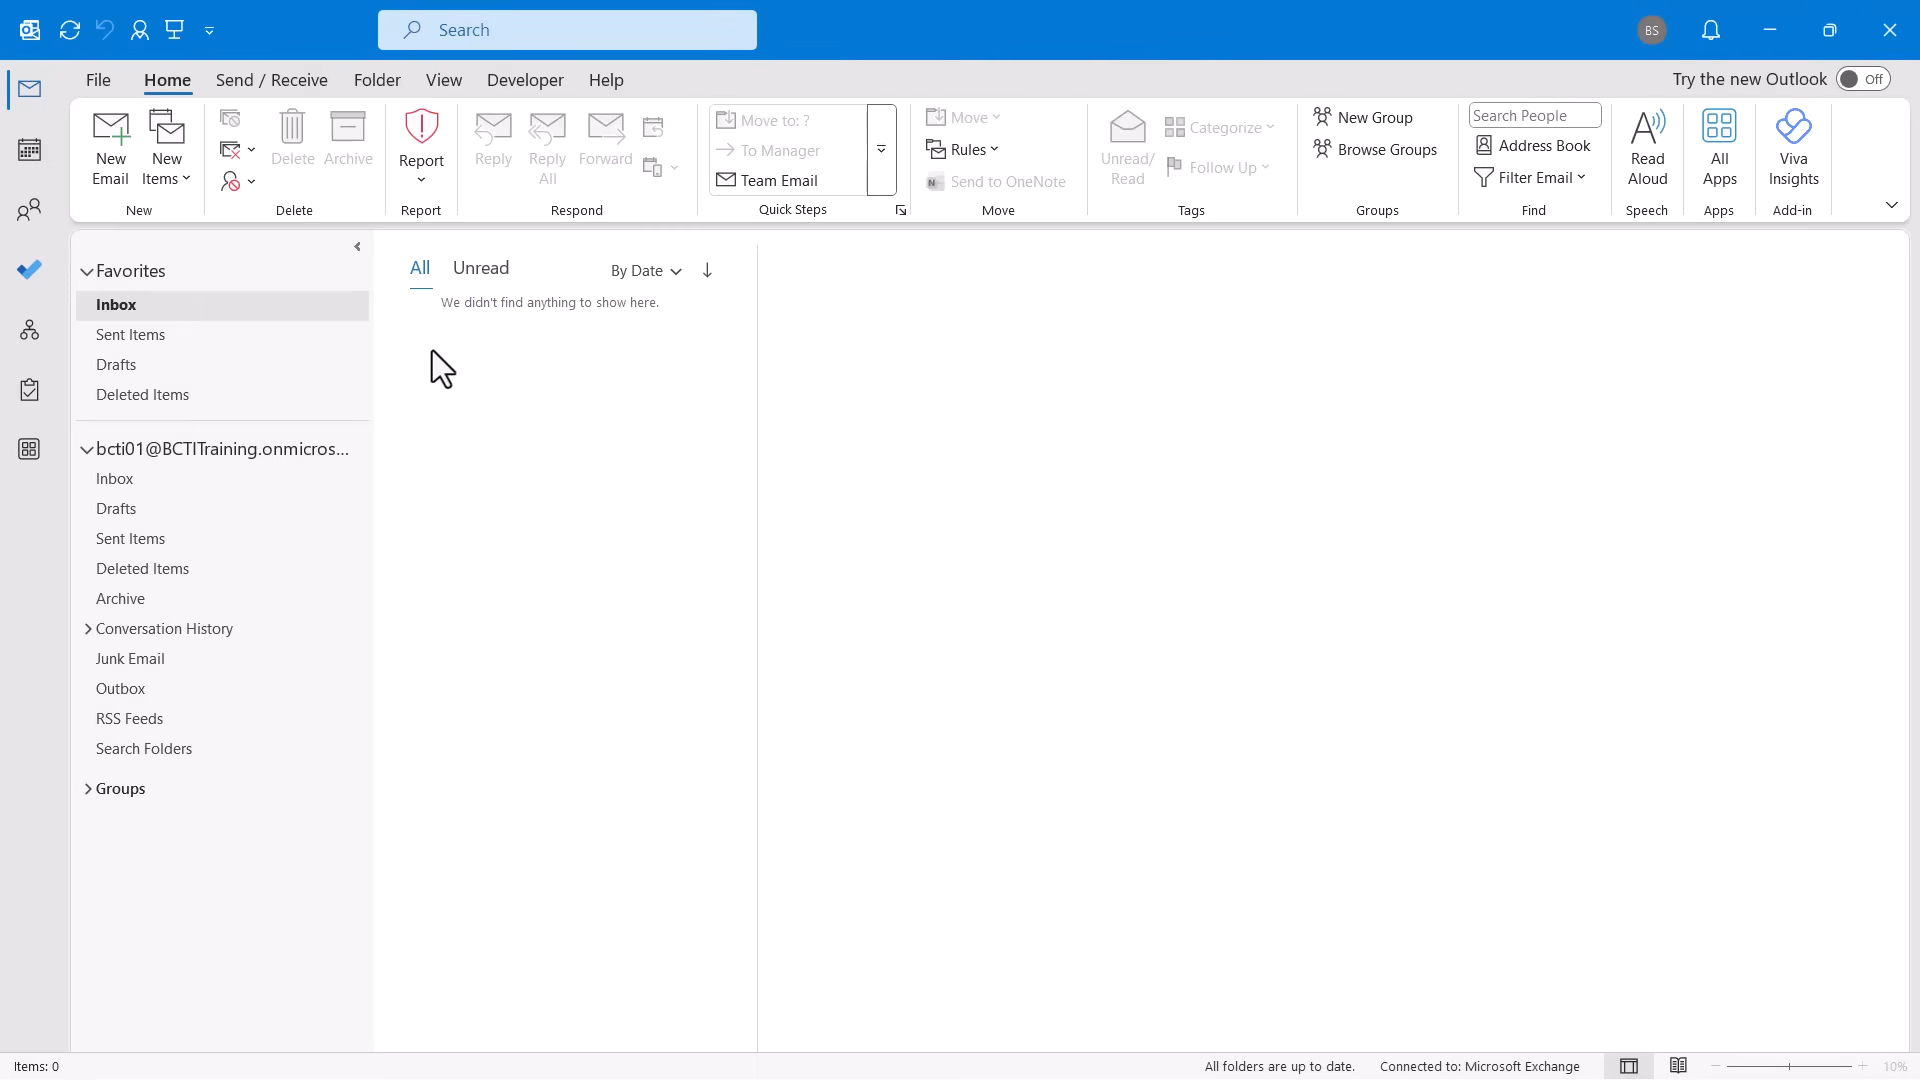 Search
BS
File Home Send / Receive Folder View Developer Help
Try the new Outlook Off
New Email
New Items
New
Delete
Archive
Delete
Report
Report
Reply
Reply All
Forward
Respond
Move to: ?
To Manager
Team Email
Quick Steps
Move
Rules
Send to OneNote
Move
Unread/ Read
Categorize
Follow Up
Tags
New Group
Browse Groups
Groups
Search People
Address Book
Filter Email
Find
Read Aloud
Speech
All Apps
Apps
Viva Insights
Add-in
Favorites
Inbox
Sent Items
Drafts
Deleted Items
bcti01@BCTITraining.onmicros...
Inbox
Drafts
Sent Items
Deleted Items
Archive
Conversation History
Junk Email
Outbox
RSS Feeds
Search Folders
Groups
All Unread By Date
We didn't find anything to show here.
Items: 0
All folders are up to date. Connected to: Microsoft Exchange 10%